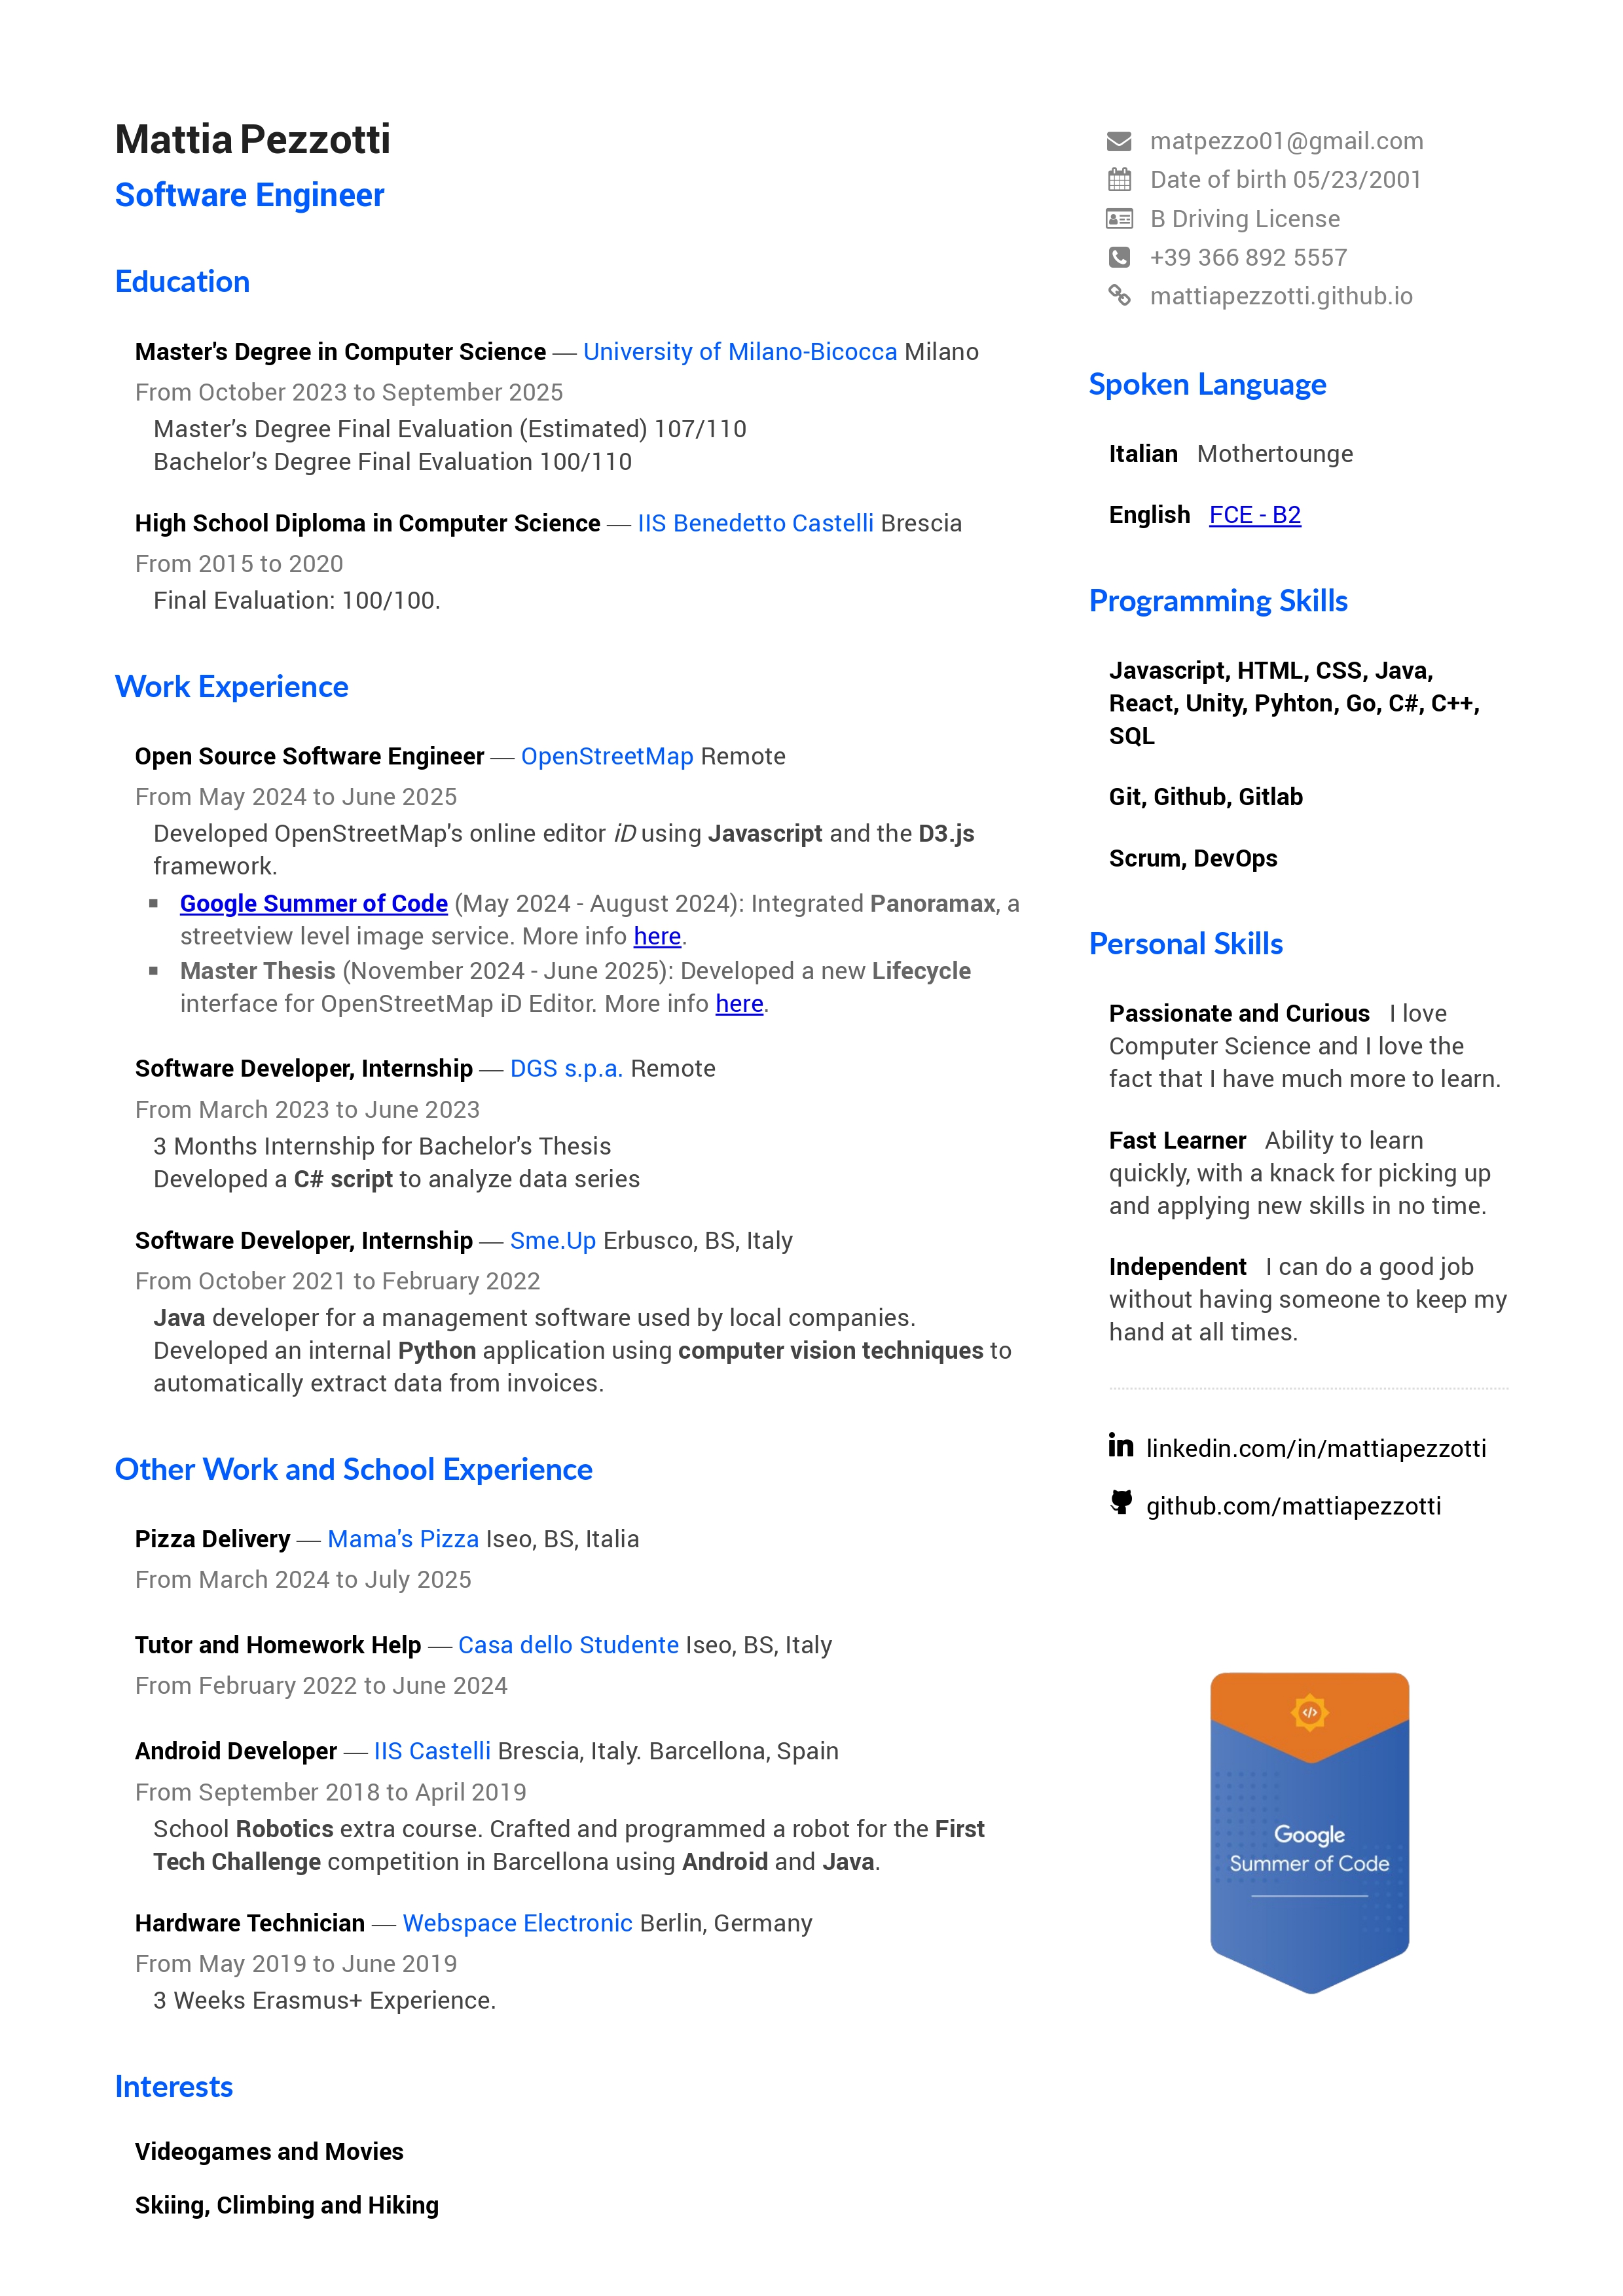 Mattia Pezzotti
Software Engineer
Education
Master's Degree in Computer Science — University of Milano-Bicocca Milano
From October 2023 to September 2025
Master’s Degree Final Evaluation (Estimated) 107/110
Bachelor’s Degree Final Evaluation 100/110
High School Diploma in Computer Science — IIS Benedetto Castelli Brescia
From 2015 to 2020
Final Evaluation: 100/100.
Work Experience
Open Source Software Engineer — OpenStreetMap Remote
From May 2024 to June 2025
Developed OpenStreetMap's online editor iD using Javascript and the D3.js
framework.
▪ Google Summer of Code (May 2024 - August 2024): Integrated Panoramax, a
streetview level image service. More info here.
▪ Master Thesis (November 2024 - June 2025): Developed a new Lifecycle
interface for OpenStreetMap iD Editor. More info here.
Software Developer, Internship — DGS s.p.a. Remote
From March 2023 to June 2023
3 Months Internship for Bachelor's Thesis
Developed a C# script to analyze data series
Software Developer, Internship — Sme.Up Erbusco, BS, Italy
From October 2021 to February 2022
Java developer for a management software used by local companies.
Developed an internal Python application using computer vision techniques to
automatically extract data from invoices.
Other Work and School Experience
Pizza Delivery — Mama's Pizza Iseo, BS, Italia
From March 2024 to July 2025
Tutor and Homework Help — Casa dello Studente Iseo, BS, Italy
From February 2022 to June 2024
Android Developer — IIS Castelli Brescia, Italy. Barcellona, Spain
From September 2018 to April 2019
School Robotics extra course. Crafted and programmed a robot for the First
Tech Challenge competition in Barcellona using Android and Java.
Hardware Technician — Webspace Electronic Berlin, Germany
From May 2019 to June 2019
3 Weeks Erasmus+ Experience.
Interests
Videogames and Movies
Skiing, Climbing and Hiking
matpezzo01@gmail.com
Date of birth 05/23/2001
B Driving License
+39 366 892 5557
mattiapezzotti.github.io
Spoken Language
Italian Mothertounge
English FCE - B2
Programming Skills
Javascript, HTML, CSS, Java,
React, Unity, Pyhton, Go, C#, C++,
SQL
Git, Github, Gitlab
Scrum, DevOps
Personal Skills
Passionate and Curious I love
Computer Science and I love the
fact that I have much more to learn.
Fast Learner Ability to learn
quickly, with a knack for picking up
and applying new skills in no time.
Independent I can do a good job
without having someone to keep my
hand at all times.
linkedin.com/in/mattiapezzotti
github.com/mattiapezzotti
</>
Google
Summer of Code